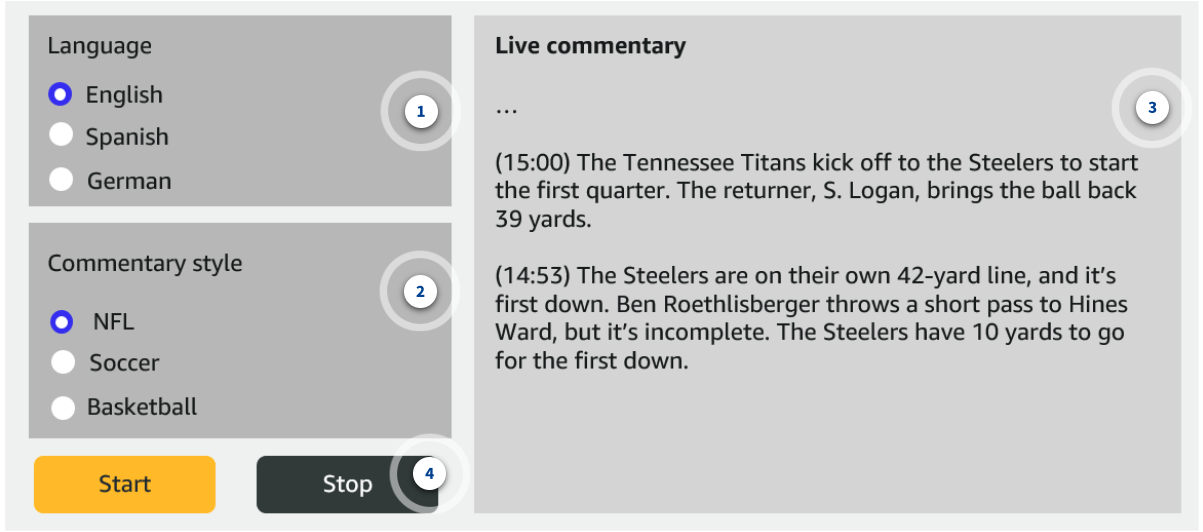 Language
English
Spanish
German
1
Commentary style
NFL
Soccer
Basketball
2
Start
Stop
4
Live commentary
...
3
(15:00) The Tennessee Titans kick off to the Steelers to start
the first quarter. The returner, S. Logan, brings the ball back
39 yards.
(14:53) The Steelers are on their own 42-yard line, and it’s
first down. Ben Roethlisberger throws a short pass to Hines
Ward, but it’s incomplete. The Steelers have 10 yards to go
for the first down.